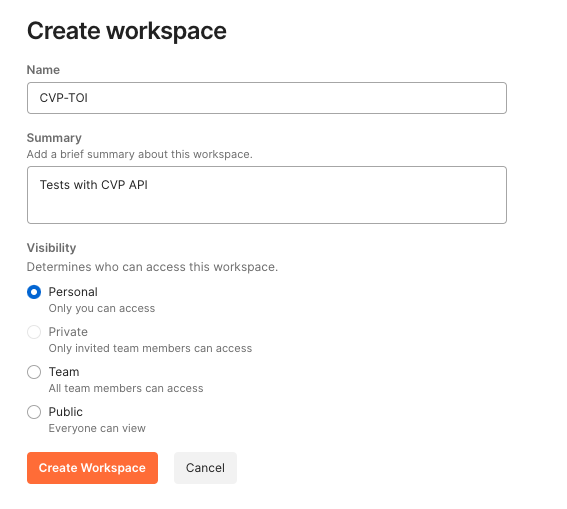 Create workspace
Name
CVP-TOI
Summary
Add a brief summary about this workspace.
Tests with CVP API
Visibility
Determines who can access this workspace.
Personal
Only you can access
Private
Only invited team members can access
Team
All team members can access
Public
Everyone can view
Create Workspace Cancel